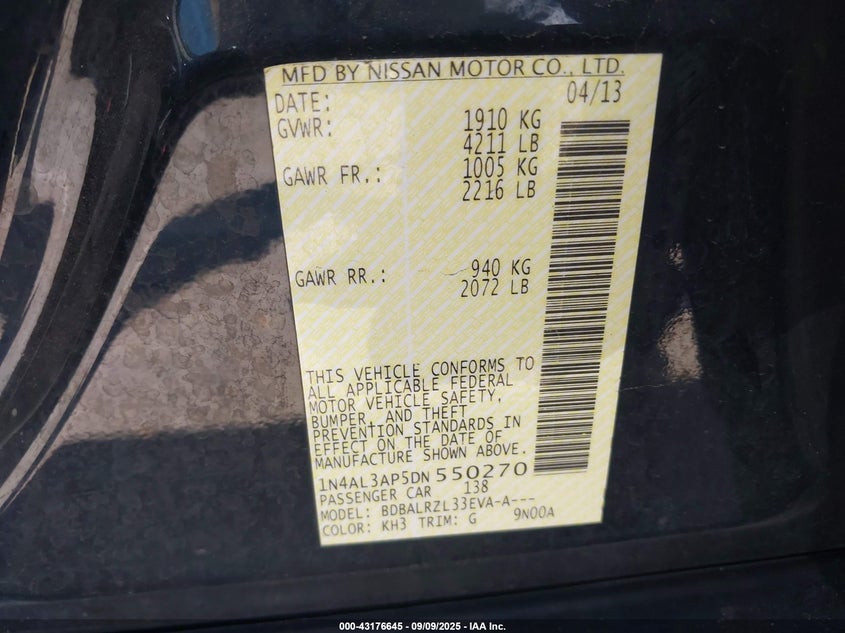 MFD BY NISSAN MOTOR CO., LTD.
DATE: 04/13
GVWR: 1910 KG
4211 LB
GAWR FR.: 1005 KG
2216 LB
GAWR RR.: 940 KG
2072 LB
THIS VEHICLE CONFORMS TO
ALL APPLICABLE FEDERAL
MOTOR VEHICLE SAFETY,
BUMPER, AND THEFT
PREVENTION STANDARDS IN
EFFECT ON THE DATE OF
MANUFACTURE SHOWN ABOVE.
1N4AL3AP5DN 550270
PASSENGER CAR 138
MODEL: BDBALRZL33EVA-A---
COLOR: KH3 TRIM: G 9N00A
000-43176645 - 09/09/2025 - IAA Inc.